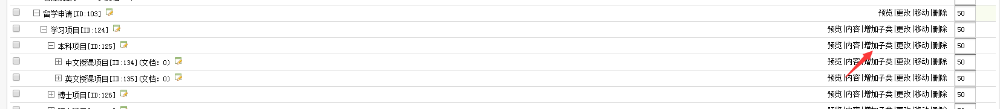 留学申请[ID:103] 预览|更改|移动|删除 50
学习项目[ID:124] 预览|内容|增加子类|更改|移动|删除 50
本科项目[ID:125] 预览|内容|增加子类|更改|移动|删除 50
中文授课项目[ID:134](文档：0) 预览|内容|增加子类|更改|移动|删除 50
英文授课项目[ID:135](文档：0) 预览|内容|增加子类|更改|移动|删除 50
博士项目[ID:126] 预览|内容|增加子类|更改|移动|删除 50